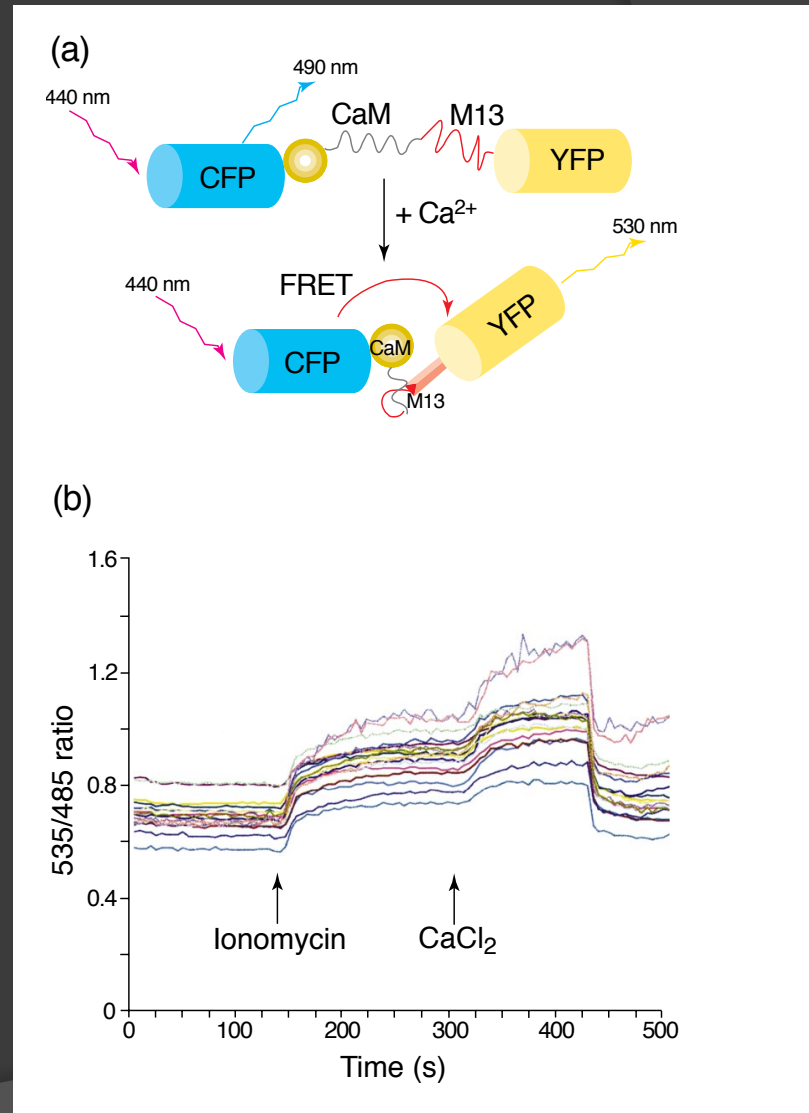 (a)
490 nm
440 nm
CaM
M13
CFP
YFP
+ Ca²⁺
530 nm
440 nm
FRET
YFP
CFP
CaM
M13
(b)
1.6
1.2
0.8
0.4
0
535/485 ratio
Ionomycin
CaCl₂
0 100 200 300 400 500
Time (s)